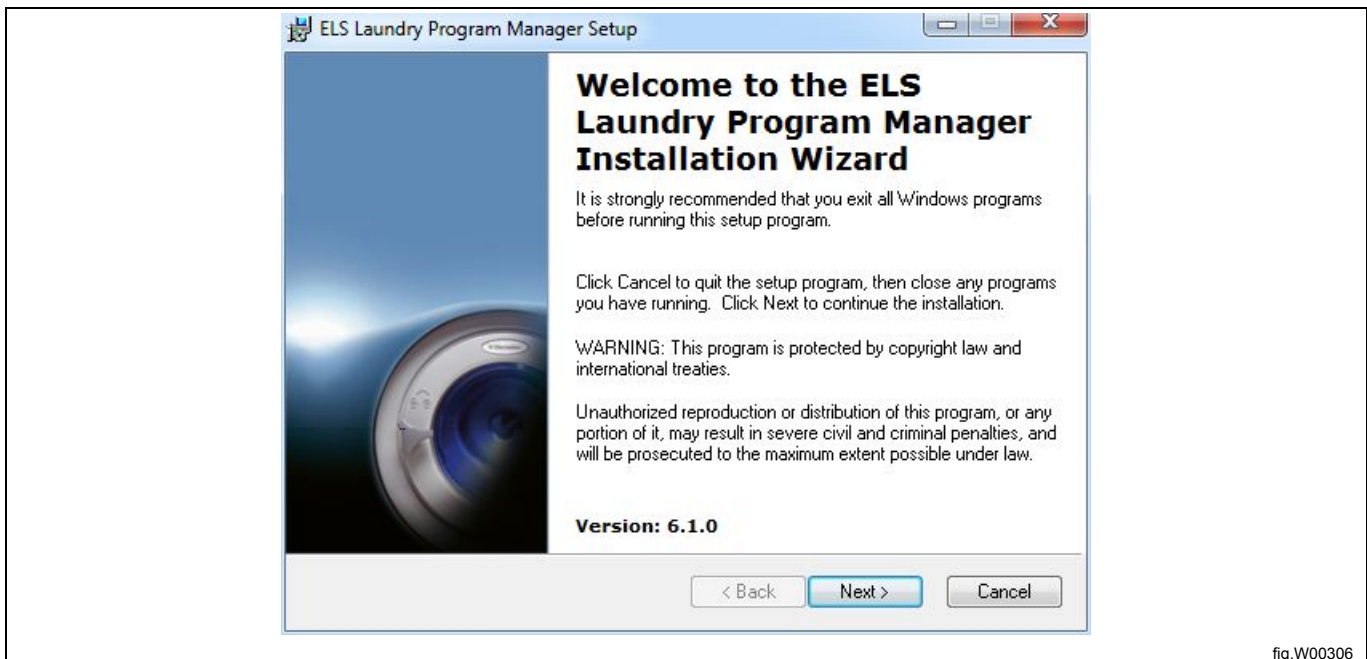 ELS Laundry Program Manager Setup
Welcome to the ELS
Laundry Program Manager
Installation Wizard
It is strongly recommended that you exit all Windows programs
before running this setup program.
Click Cancel to quit the setup program, then close any programs
you have running. Click Next to continue the installation.
WARNING: This program is protected by copyright law and
international treaties.
Unauthorized reproduction or distribution of this program, or any
portion of it, may result in severe civil and criminal penalties, and
will be prosecuted to the maximum extent possible under law.
Version: 6.1.0
< Back Next > Cancel
fig.W00306